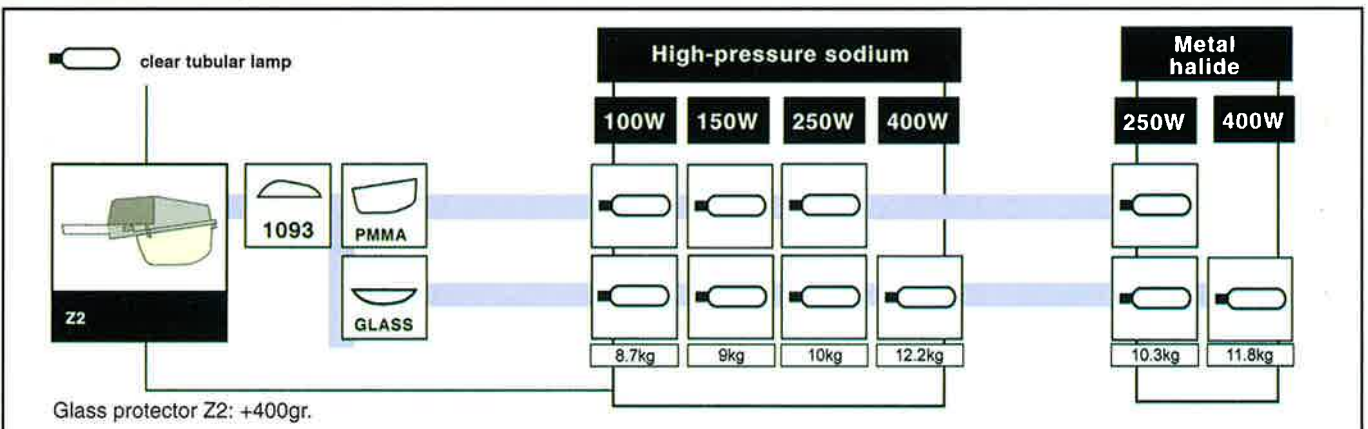 clear tubular lamp
High-pressure sodium
Metal
halide
100W 150W 250W 400W 250W 400W
1093 PMMA
Z2 GLASS
8.7kg 9kg 10kg 12.2kg 10.3kg 11.8kg
Glass protector Z2: +400gr.